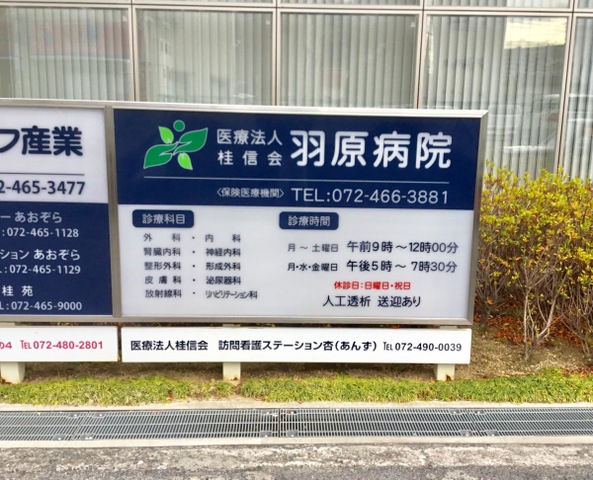 フ産業
2-465-3477
ー あおぞら
:072-465-1128
ション あおぞら
:072-465-1129
桂 苑
:072-465-9000
の4 TEL 072-480-2801
医療法人
桂信会 羽原病院
〈保険医療機関〉 TEL:072-466-3881
診療科目
外科・内科
腎臓内科・神経内科
整形外科・形成外科
皮膚科・泌尿器科
放射線科・リハビリテーション科
診療時間
月〜土曜日 午前9時〜12時00分
月・水・金曜日 午後5時〜7時30分
休診日:日曜日・祝日
人工透析 送迎あり
医療法人桂信会 訪問看護ステーション杏(あんず) TEL 072-490-0039